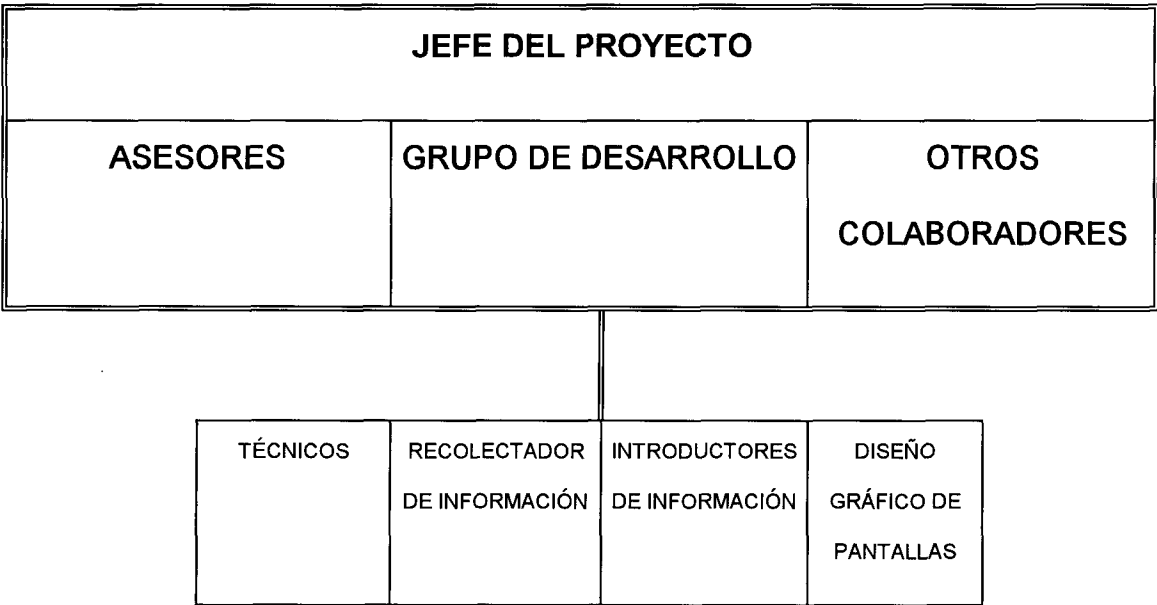 JEFE DEL PROYECTO
ASESORES
GRUPO DE DESARROLLO
OTROS
COLABORADORES
TÉCNICOS
RECOLECTADOR
DE INFORMACIÓN
INTRODUCTORES
DE INFORMACIÓN
DISEÑO
GRÁFICO DE
PANTALLAS